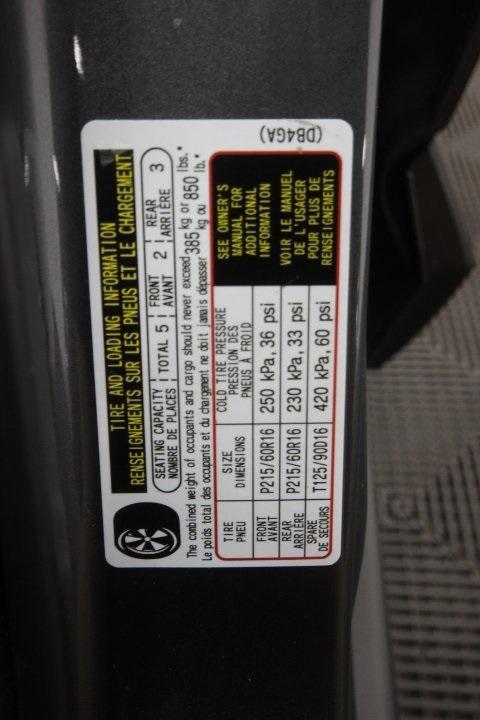 TIRE AND LOADING INFORMATION
RENSEIGNEMENTS SUR LES PNEUS ET LE CHARGEMENT
SEATING CAPACITY TOTAL 5 FRONT 2 REAR 3
NOMBRE DE PLACES AVANT ARRIÈRE
The combined weight of occupants and cargo should never exceed 385 kg or 850 lbs.*
Le poids total des occupants et du chargement ne doit jamais dépasser kg ou lb.*
TIRE SIZE COLD TIRE PRESSURE
PNEU DIMENSIONS PRESSION DES PNEUS À FROID
FRONT P215/60R16 250 kPa, 36 psi
AVANT
REAR P215/60R16 230 kPa, 33 psi
ARRIÈRE
SPARE T125/90D16 420 kPa, 60 psi
DE SECOURS
SEE OWNER'S
MANUAL FOR
ADDITIONAL
INFORMATION
VOIR LE MANUEL
DE L'USAGER
POUR PLUS DE
RENSEIGNEMENTS
(DB4GA)